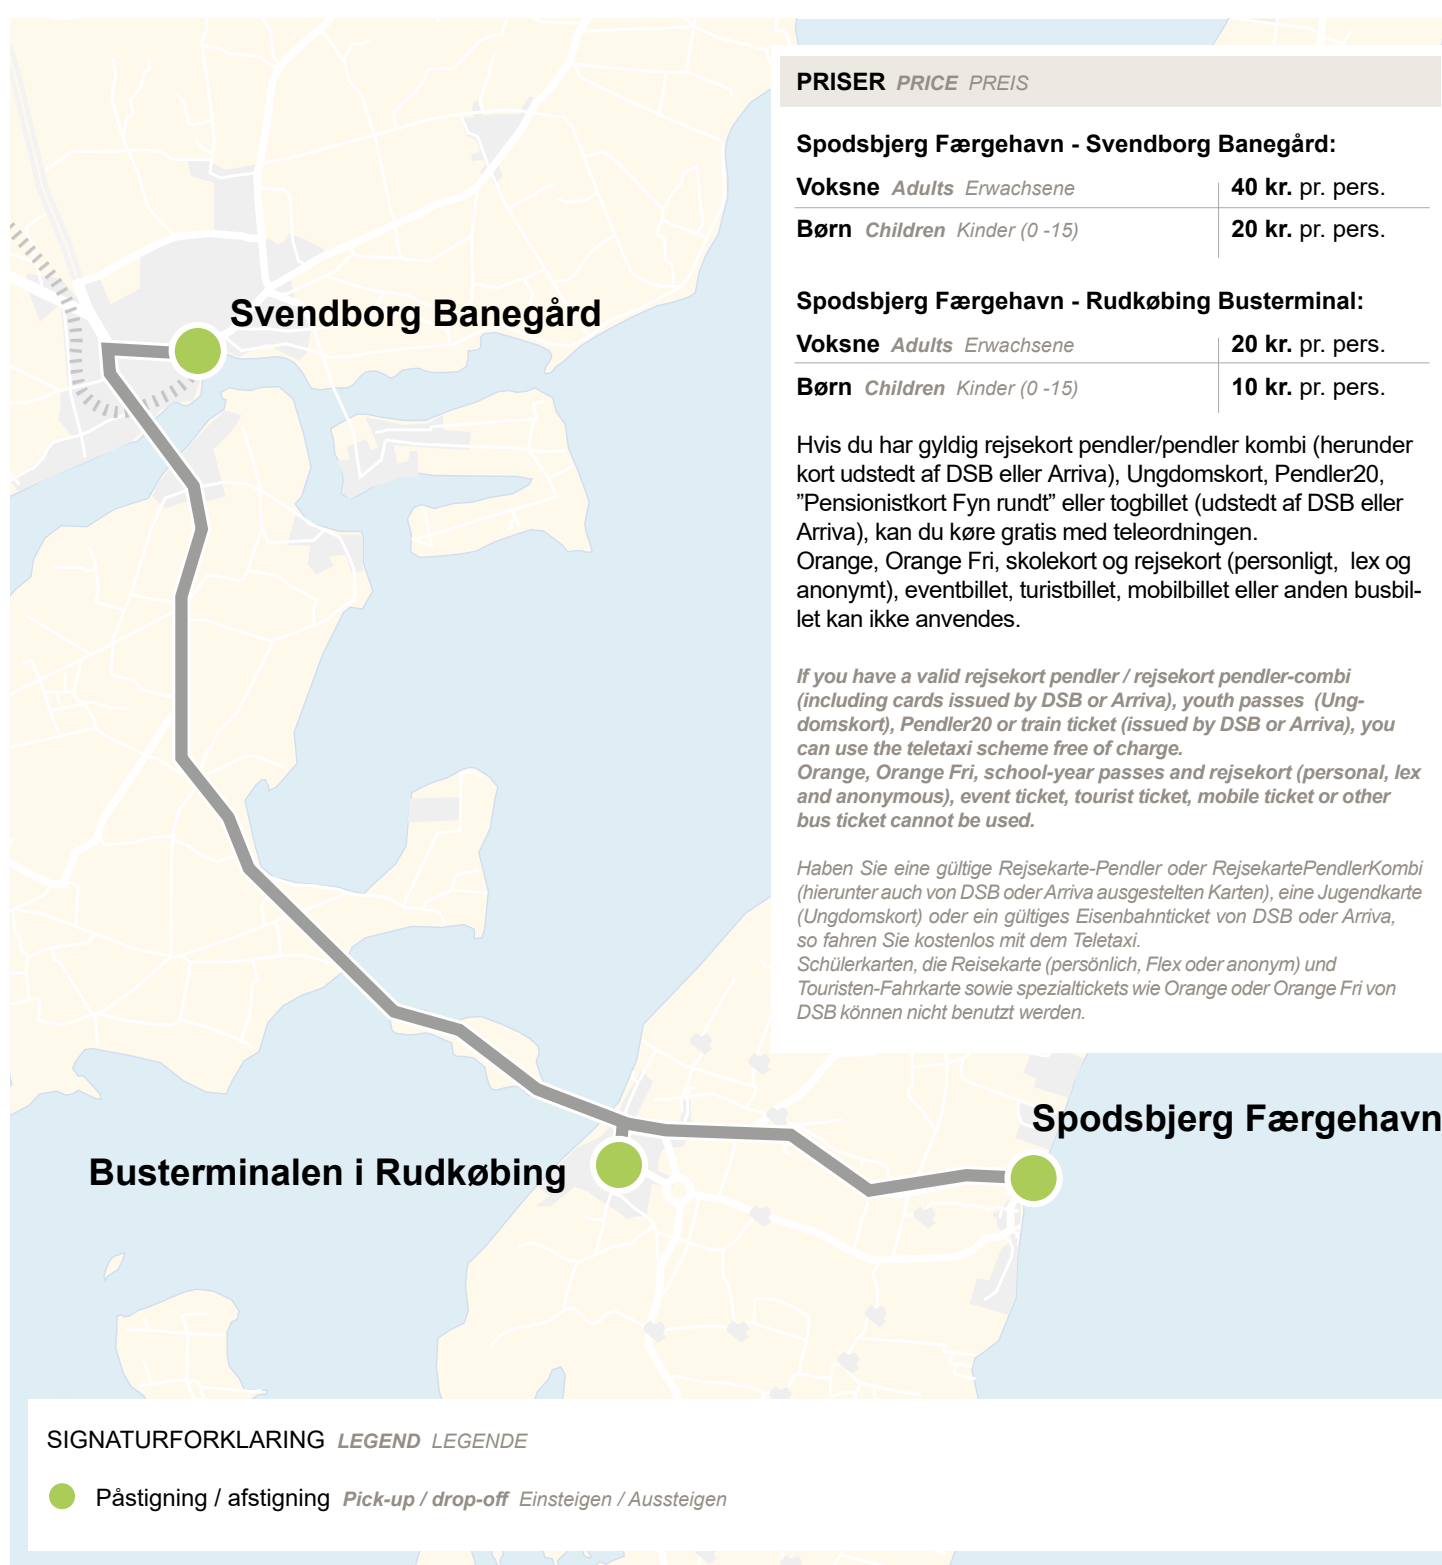 PRISER PRICE PREIS
Spodsbjerg Færgehavn - Svendborg Banegård:
Voksne Adults Erwachsene 40 kr. pr. pers.
Børn Children Kinder (0 -15) 20 kr. pr. pers.
Spodsbjerg Færgehavn - Rudkøbing Busterminal:
Voksne Adults Erwachsene 20 kr. pr. pers.
Børn Children Kinder (0 -15) 10 kr. pr. pers.
Hvis du har gyldig rejsekort pendler/pendler kombi (herunder
kort udstedt af DSB eller Arriva), Ungdomskort, Pendler20,
”Pensionistkort Fyn rundt” eller togbillet (udstedt af DSB eller
Arriva), kan du køre gratis med teleordningen.
Orange, Orange Fri, skolekort og rejsekort (personligt, lex og
anonymt), eventbillet, turistbillet, mobilbillet eller anden busbil-
let kan ikke anvendes.
If you have a valid rejsekort pendler / rejsekort pendler-combi
(including cards issued by DSB or Arriva), youth passes (Ung-
domskort), Pendler20 or train ticket (issued by DSB or Arriva), you
can use the teletaxi scheme free of charge.
Orange, Orange Fri, school-year passes and rejsekort (personal, lex
and anonymous), event ticket, tourist ticket, mobile ticket or other
bus ticket cannot be used.
Haben Sie eine gültige Rejsekarte-Pendler oder RejsekartePendlerKombi
(hierunter auch von DSB oder Arriva ausgestelten Karten), eine Jugendkarte
(Ungdomskort) oder ein gültiges Eisenbahnticket von DSB oder Arriva,
so fahren Sie kostenlos mit dem Teletaxi.
Schülerkarten, die Reisekarte (persönlich, Flex oder anonym) und
Touristen-Fahrkarte sowie spezialtickets wie Orange oder Orange Fri von
DSB können nicht benutzt werden.
Svendborg Banegård
Spodsbjerg Færgehavn
Busterminalen i Rudkøbing
SIGNATURFORKLARING LEGEND LEGENDE
Påstigning / afstigning Pick-up / drop-off Einsteigen / Aussteigen